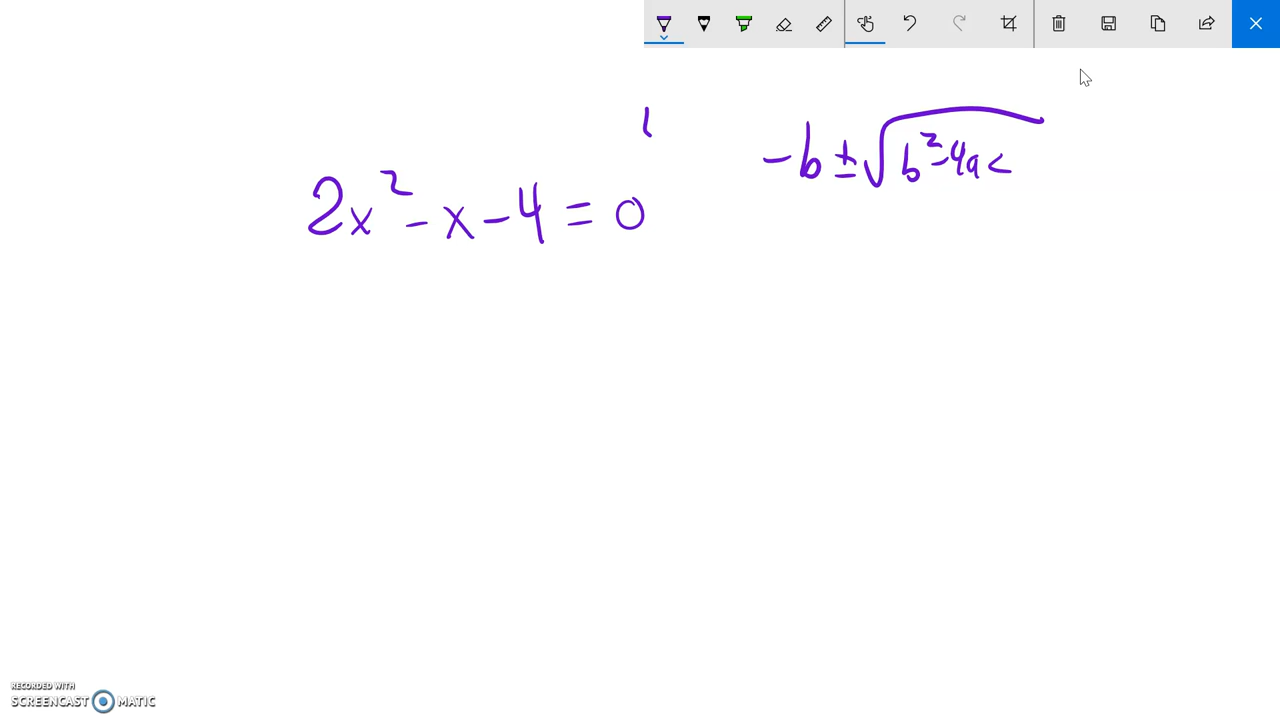 -b ± √b²-4ac
2x² - x - 4 = 0
RECORDED WITH
SCREENCAST MATIC